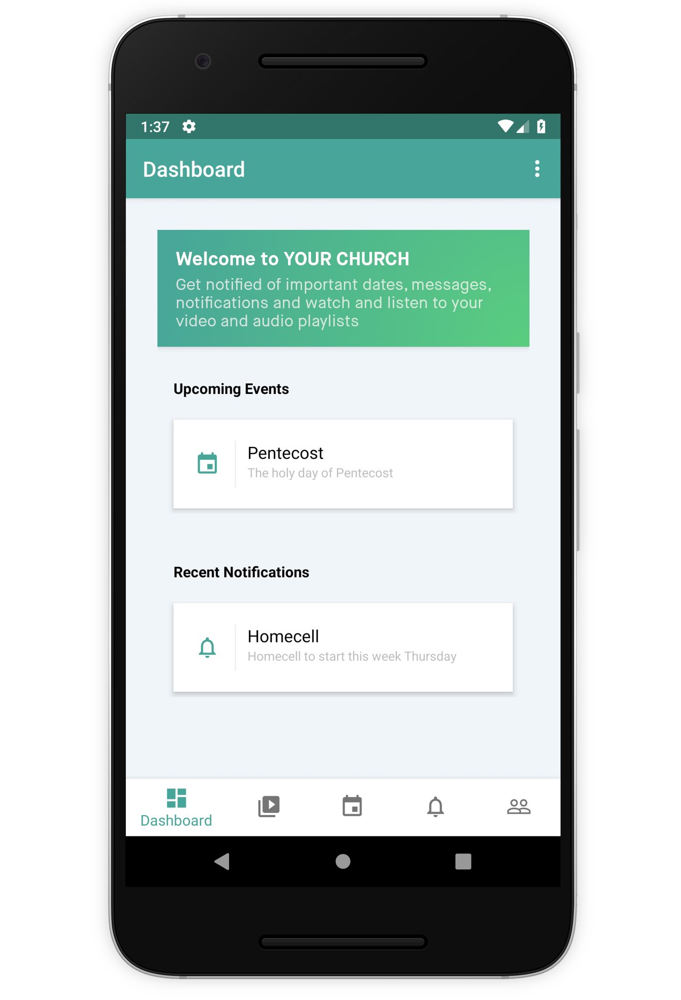 1:37
Dashboard
Welcome to YOUR CHURCH
Get notified of important dates, messages,
notifications and watch and listen to your
video and audio playlists
Upcoming Events
Pentecost
The holy day of Pentecost
Recent Notifications
Homecell
Homecell to start this week Thursday
Dashboard